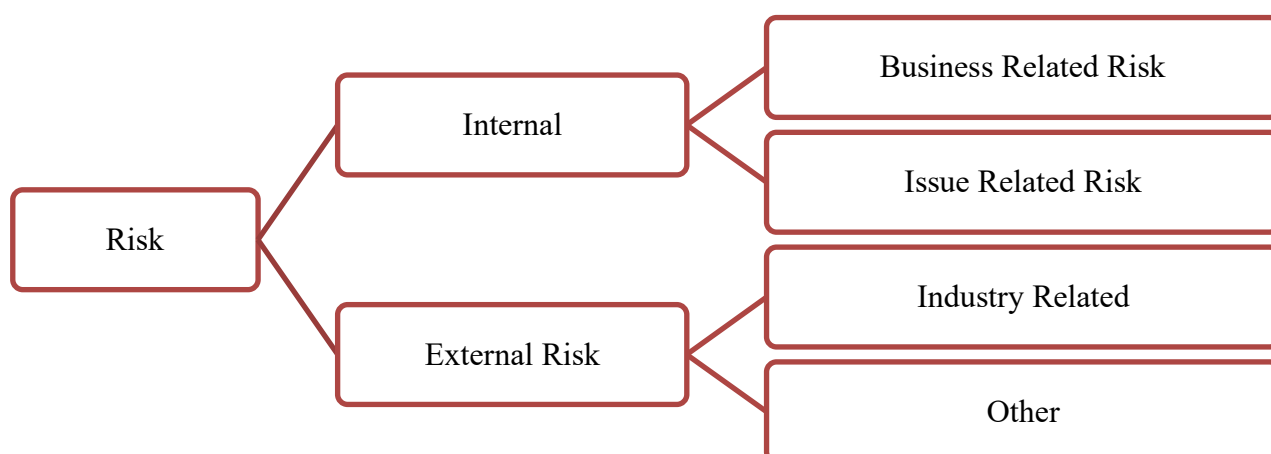 Risk
Internal
Business Related Risk
Issue Related Risk
External Risk
Industry Related
Other